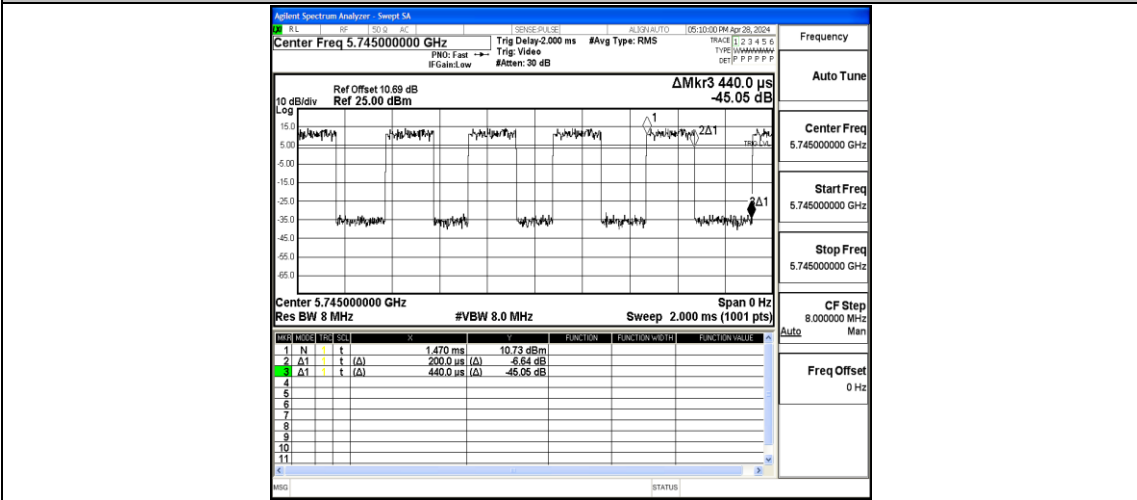 Agilent Spectrum Analyzer - Swept SA
RL RF 50 Ω AC SENSE:PULSE ALIGN AUTO 05:10:00 PM Apr 28, 2024
Center Freq 5.745000000 GHz
PNO: Fast
IFGain:Low
Trig Delay-2.000 ms
Trig: Video
#Atten: 30 dB
#Avg Type: RMS
TRACE 1 2 3 4 5 6
TYPE
DET P P P P P P
ΔMkr3 440.0 µs
-45.05 dB
Ref Offset 10.69 dB
10 dB/div Ref 25.00 dBm
Log
15.0
5.00
-5.00
-15.0
-25.0
-35.0
-45.0
-55.0
-65.0
1
2Δ1
TRIG LVL
3Δ1
Center 5.745000000 GHz Span 0 Hz
Res BW 8 MHz #VBW 8.0 MHz Sweep 2.000 ms (1001 pts)
MKR MODE TRC SCL X Y FUNCTION FUNCTION WIDTH FUNCTION VALUE
1 N 1 t 1.470 ms 10.73 dBm
2 Δ1 1 t (Δ) 200.0 µs (Δ) -6.64 dB
3 Δ1 1 t (Δ) 440.0 µs (Δ) -45.05 dB
4
5
6
7
8
9
10
11
MSG STATUS
Frequency
Auto Tune
Center Freq
5.745000000 GHz
Start Freq
5.745000000 GHz
Stop Freq
5.745000000 GHz
CF Step
8.000000 MHz
Auto Man
Freq Offset
0 Hz